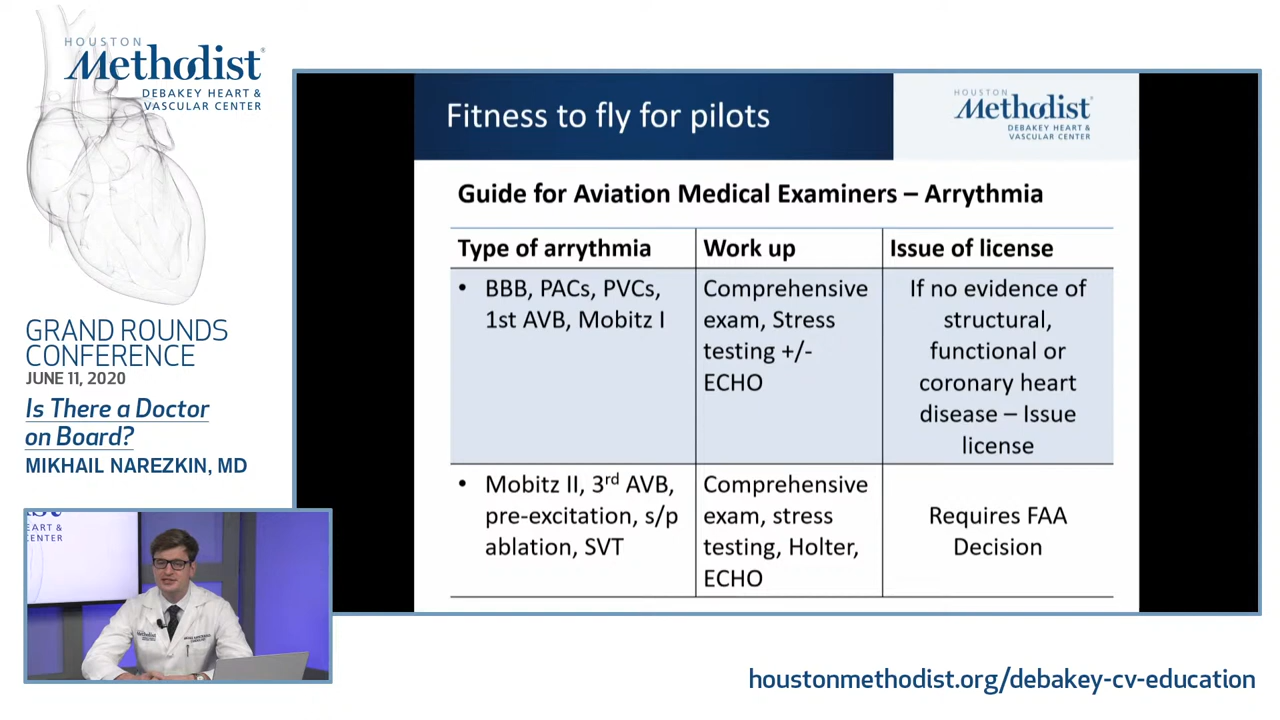 HOUSTON
Methodist®
DEBAKEY HEART &
VASCULAR CENTER
GRAND ROUNDS
CONFERENCE
JUNE 11, 2020
Is There a Doctor
on Board?
MIKHAIL NAREZKIN, MD
Fitness to fly for pilots
HOUSTON
Methodist®
DEBAKEY HEART &
VASCULAR CENTER
Guide for Aviation Medical Examiners – Arrythmia
Type of arrythmia
Work up
Issue of license
• BBB, PACs, PVCs,
1st AVB, Mobitz I
Comprehensive
exam, Stress
testing +/-
ECHO
If no evidence of
structural,
functional or
coronary heart
disease – Issue
license
• Mobitz II, 3rd AVB,
pre-excitation, s/p
ablation, SVT
Comprehensive
exam, stress
testing, Holter,
ECHO
Requires FAA
Decision
EART &
CENTER
Methodist
houstonmethodist.org/debakey-cv-education